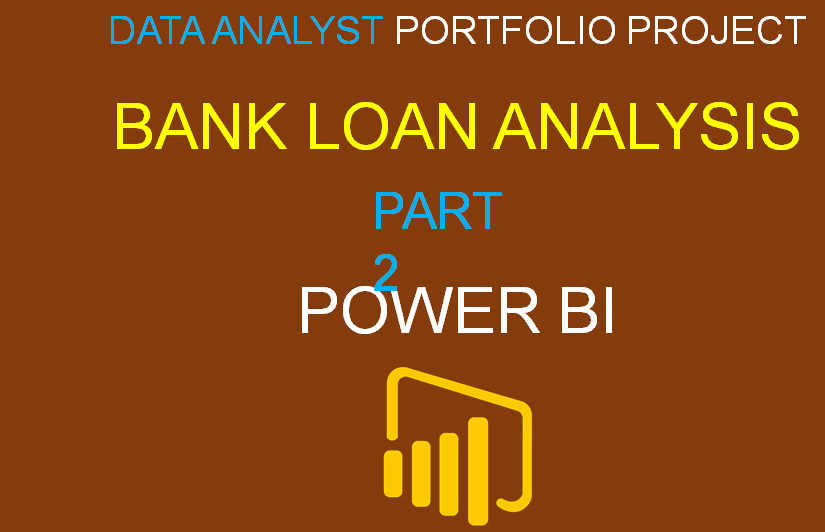 DATA ANALYST PORTFOLIO PROJECT
BANK LOAN ANALYSIS
PART
2
POWER BI